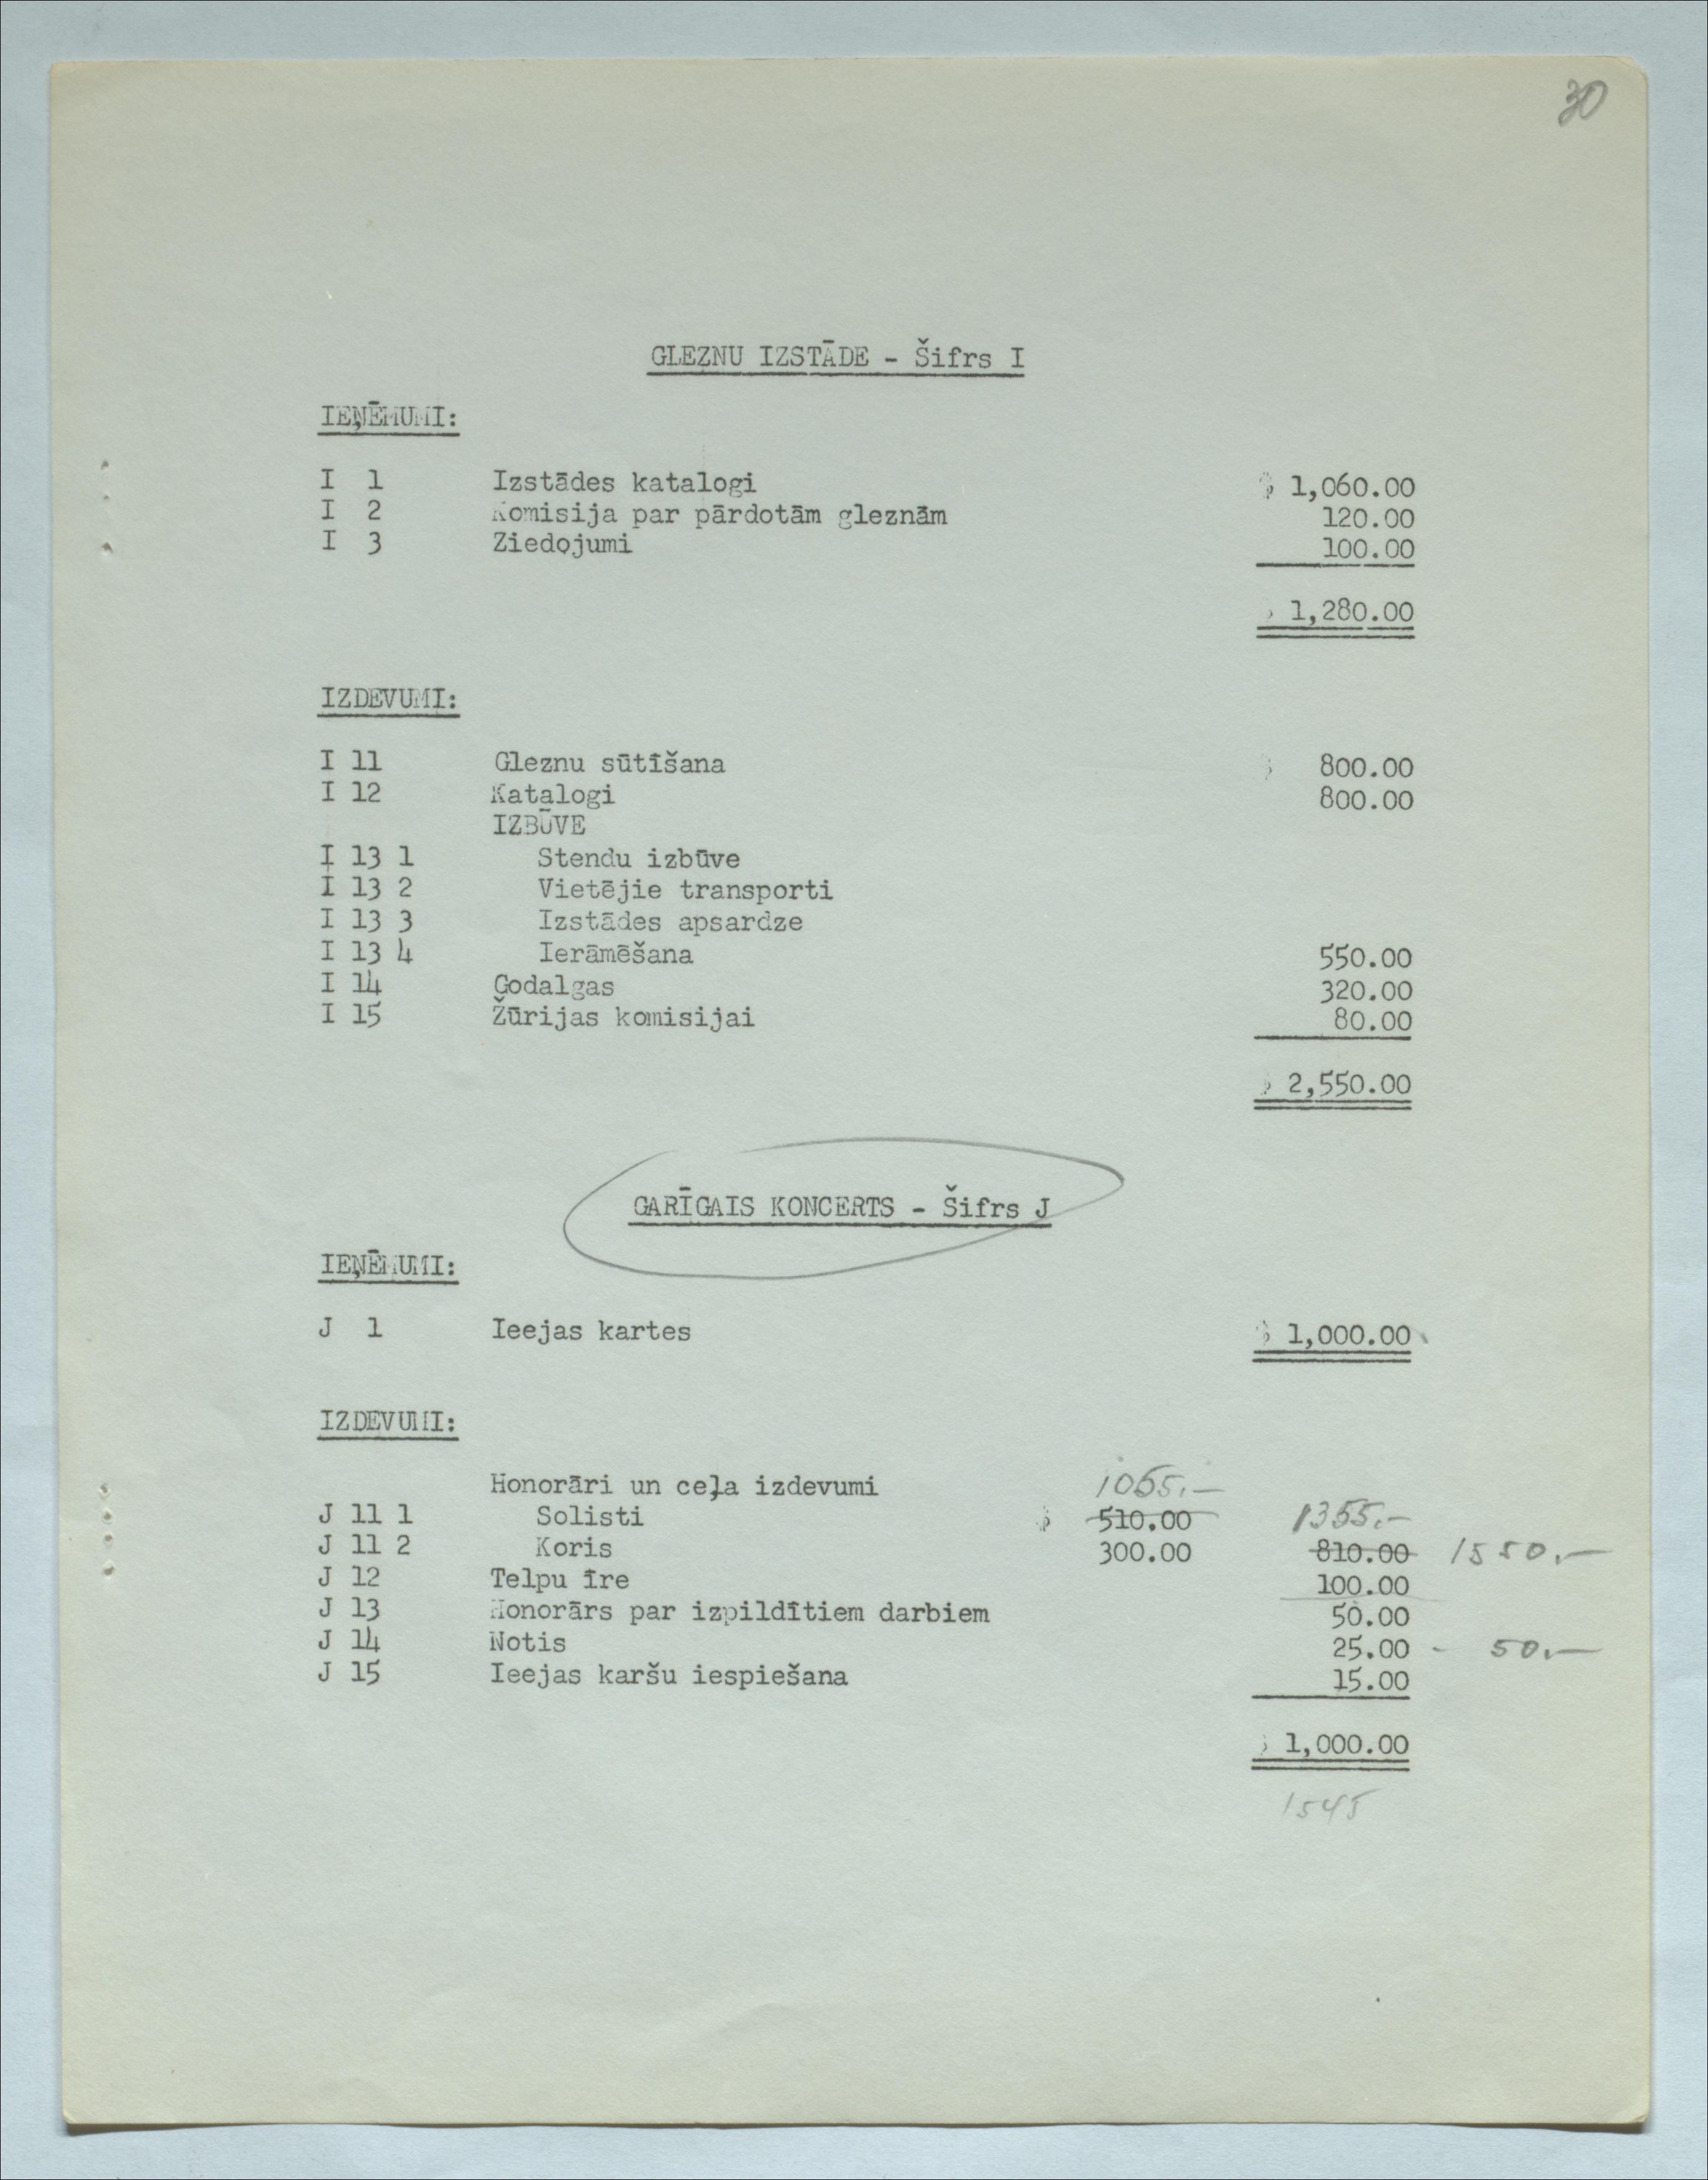 30
GLEZNU IZSTĀDE - Šifrs I
IEŅĒMUMI:
I 1 Izstādes katalogi $ 1,060.00
I 2 Komisija par pārdotām gleznām 120.00
I 3 Ziedojumi 100.00
$ 1,280.00
IZDEVUMI:
I 11 Gleznu sūtīšana $ 800.00
I 12 Katalogi 800.00
IZBŪVE
I 13 1 Stendu izbūve
I 13 2 Vietējie transporti
I 13 3 Izstādes apsardze
I 13 4 Ierāmēšana 550.00
I 14 Godalgas 320.00
I 15 Žūrijas komisijai 80.00
$ 2,550.00
GARĪGAIS KONCERTS - Šifrs J
IEŅĒMUMI:
J 1 Ieejas kartes $ 1,000.00
IZDEVUMI:
Honorāri un ceļa izdevumi 1055.-
J 11 1 Solisti $ 510.00 1355.-
J 11 2 Koris 300.00 810.00 1550.-
J 12 Telpu īre 100.00
J 13 Honorārs par izpildītiem darbiem 50.00
J 14 Notis 25.00 - 50.-
J 15 Ieejas karšu iespiešana 15.00
$ 1,000.00
1545